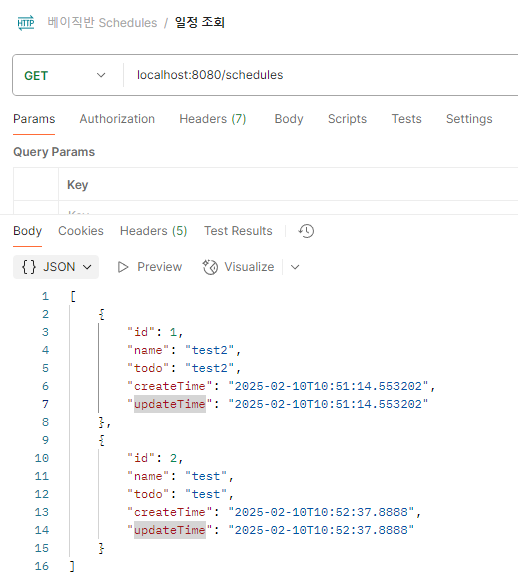 HTTP 베이직반 Schedules / 일정 조회
GET localhost:8080/schedules
Params Authorization Headers (7) Body Scripts Tests Settings
Query Params
Key
Body Cookies Headers (5) Test Results
{} JSON Preview Visualize
1 [
2 {
3 "id": 1,
4 "name": "test2",
5 "todo": "test2",
6 "createTime": "2025-02-10T10:51:14.553202",
7 "updateTime": "2025-02-10T10:51:14.553202"
8 },
9 {
10 "id": 2,
11 "name": "test",
12 "todo": "test",
13 "createTime": "2025-02-10T10:52:37.8888",
14 "updateTime": "2025-02-10T10:52:37.8888"
15 }
16 ]